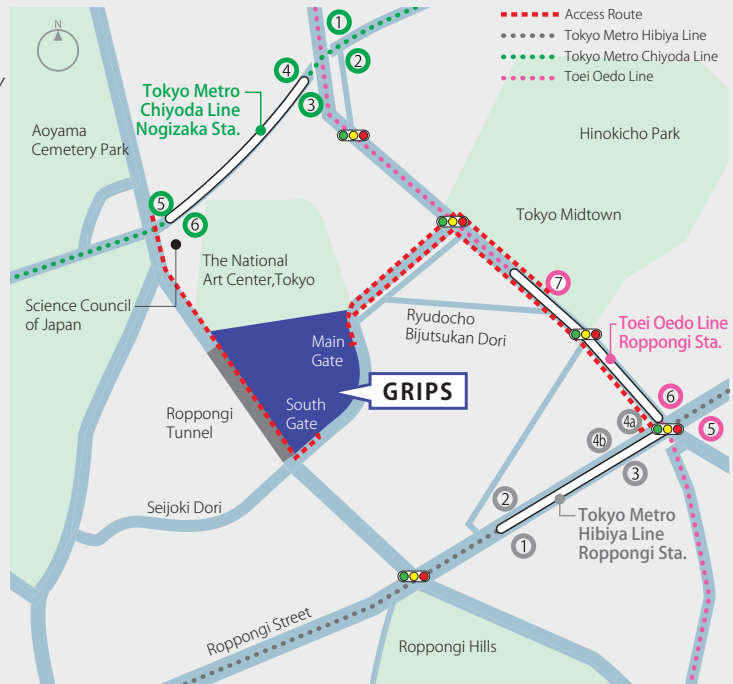 N
Access Route
Tokyo Metro Hibiya Line
Tokyo Metro Chiyoda Line
Toei Oedo Line
1
2
4
3
Tokyo Metro
Chiyoda Line
Nogizaka Sta.
Aoyama
Cemetery Park
Hinokicho Park
5
6
Tokyo Midtown
The National
Art Center,Tokyo
7
Science Council
of Japan
Ryudocho
Bijutsukan Dori
Toei Oedo Line
Roppongi Sta.
Main
Gate
GRIPS
South
Gate
Roppongi
Tunnel
6
4a
5
4b
3
Seijoki Dori
2
1
Tokyo Metro
Hibiya Line
Roppongi Sta.
Roppongi Street
Roppongi Hills